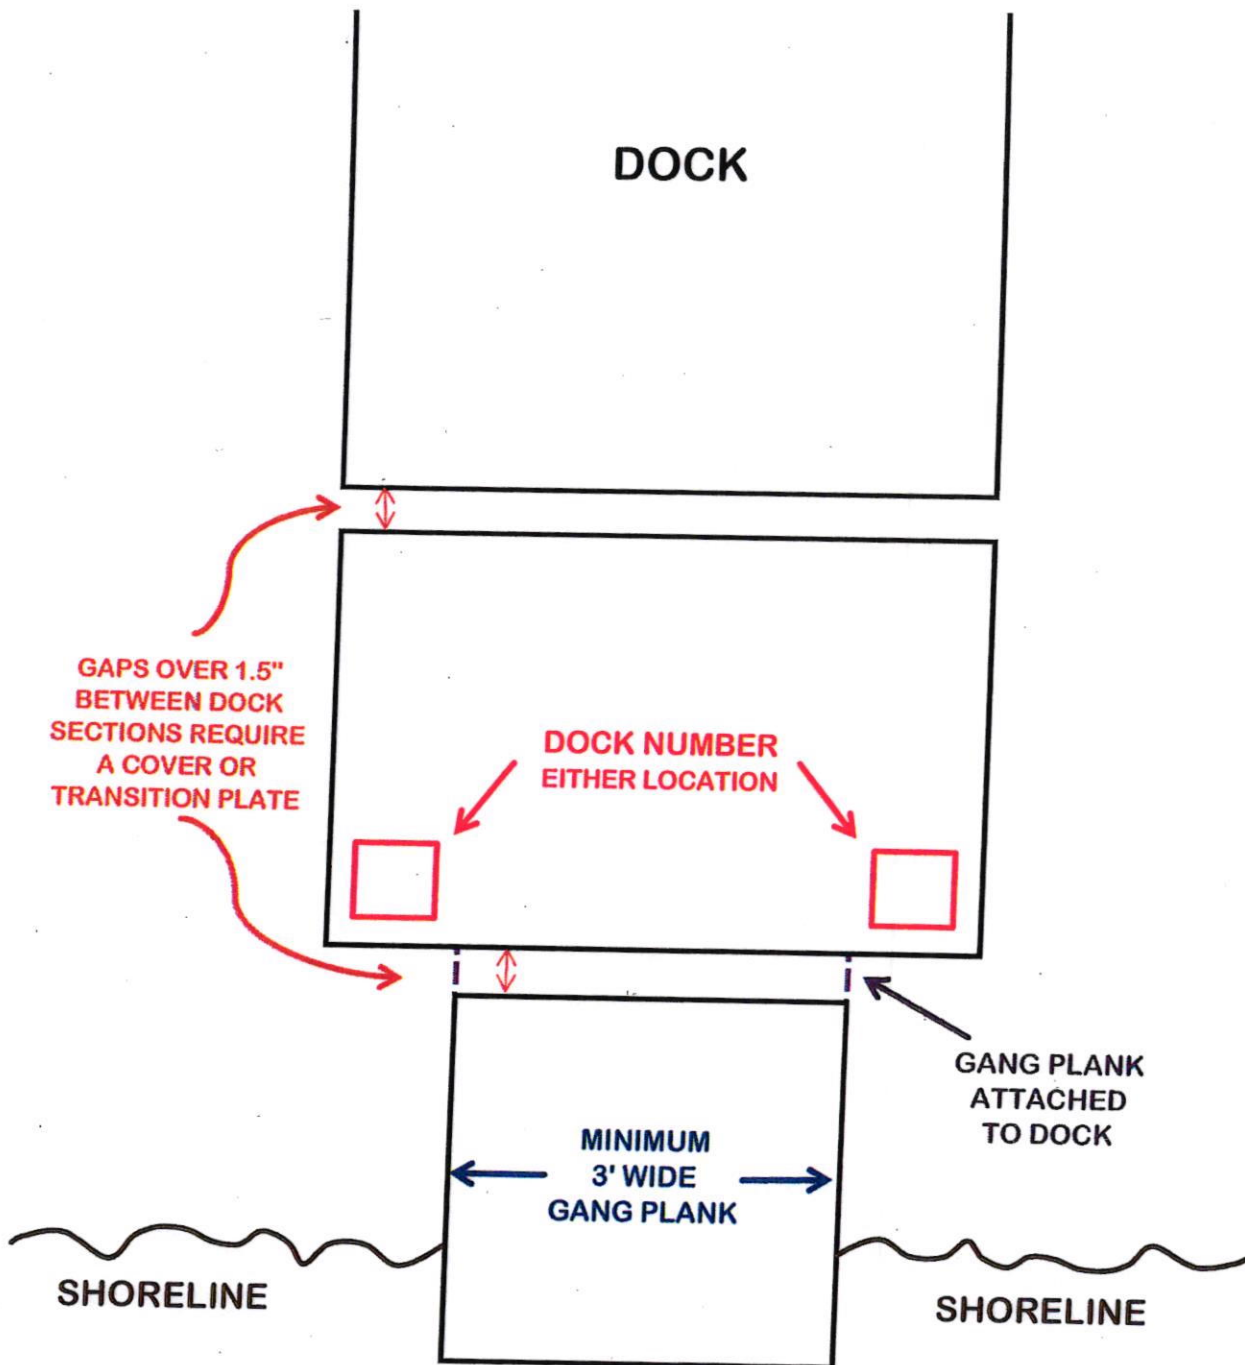 DOCK
GAPS OVER 1.5"
BETWEEN DOCK
SECTIONS REQUIRE
A COVER OR
TRANSITION PLATE
DOCK NUMBER
EITHER LOCATION
GANG PLANK
ATTACHED
TO DOCK
MINIMUM
3' WIDE
GANG PLANK
SHORELINE
SHORELINE